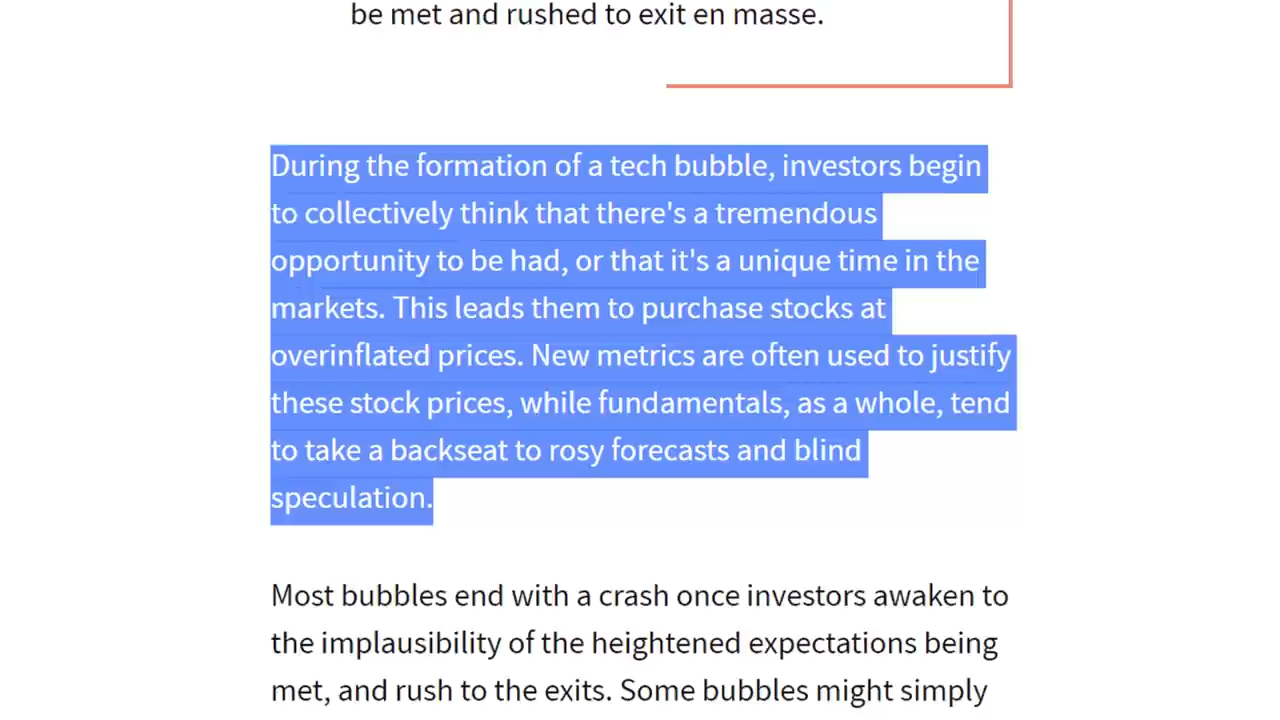 be met and rushed to exit en masse.
During the formation of a tech bubble, investors begin
to collectively think that there's a tremendous
opportunity to be had, or that it's a unique time in the
markets. This leads them to purchase stocks at
overinflated prices. New metrics are often used to justify
these stock prices, while fundamentals, as a whole, tend
to take a backseat to rosy forecasts and blind
speculation.
Most bubbles end with a crash once investors awaken to
the implausibility of the heightened expectations being
met, and rush to the exits. Some bubbles might simply